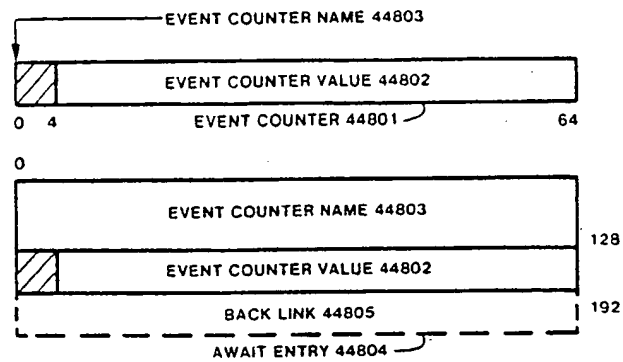 EVENT COUNTER NAME 44803
EVENT COUNTER VALUE 44802
0 4 EVENT COUNTER 44801 64
0
EVENT COUNTER NAME 44803
128
EVENT COUNTER VALUE 44802
BACK LINK 44805 192
AWAIT ENTRY 44804